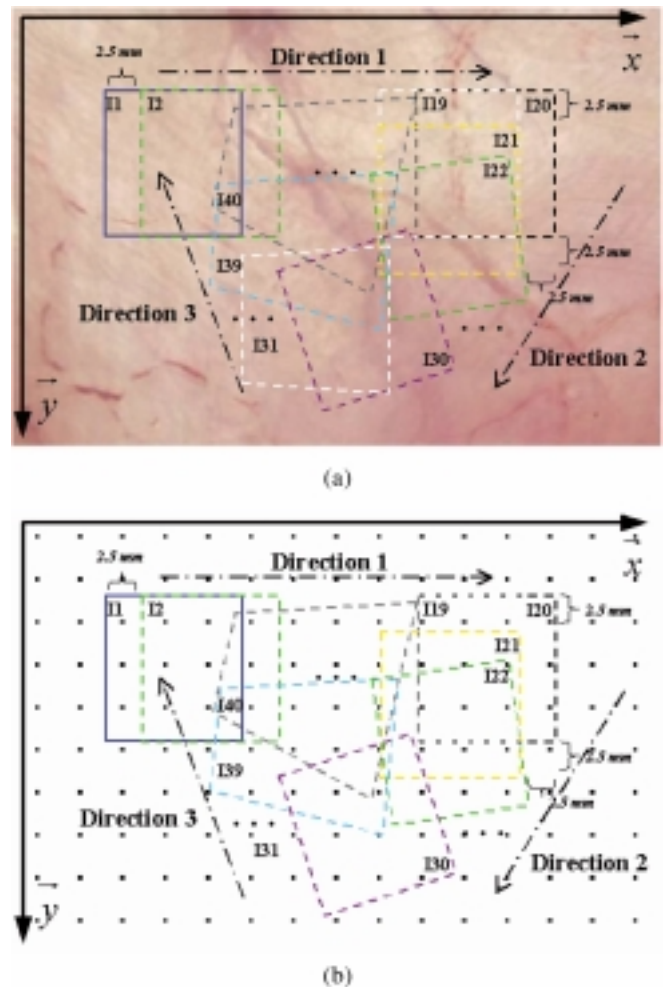 x
Direction 1
2.5 mm
I1 I2 I19 I20 2.5 mm
I21
I22
I40
I39 2.5 mm
2.5 mm
Direction 3
I31 I30 Direction 2
y
(a)
x
2.5 mm Direction 1
I1 I2 I19 I20 2.5 mm
I21
I22
I40
I39 2.5 mm
.5 mm
Direction 3
I31 I30 Direction 2
y
(b)